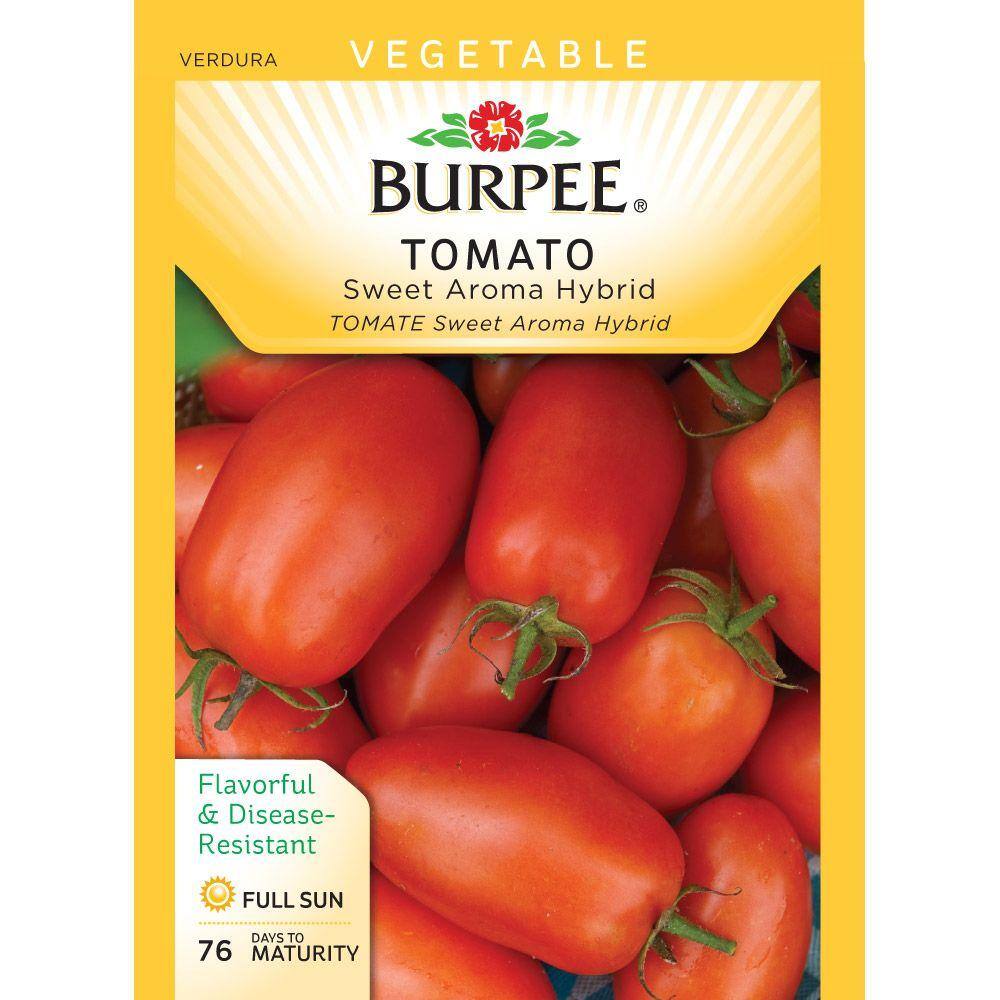 VERDURA VEGETABLE
BURPEE®
TOMATO
Sweet Aroma Hybrid
TOMATE Sweet Aroma Hybrid
Flavorful
& Disease-
Resistant
FULL SUN
76 DAYS TO MATURITY